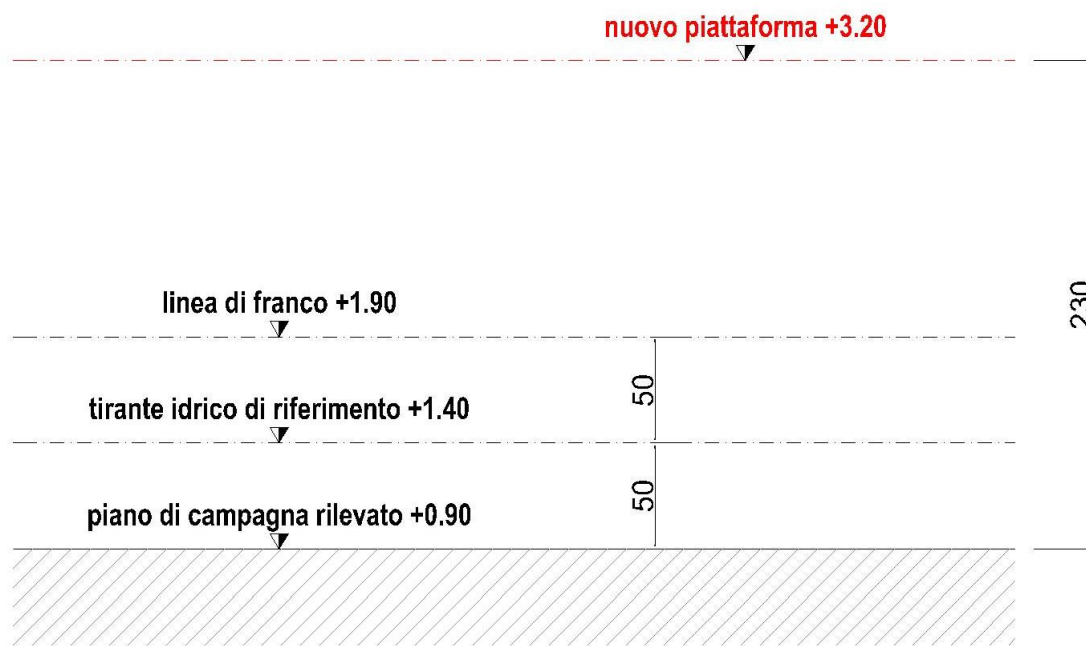 nuovo piattaforma +3.20
230
linea di franco +1.90
50
tirante idrico di riferimento +1.40
50
piano di campagna rilevato +0.90